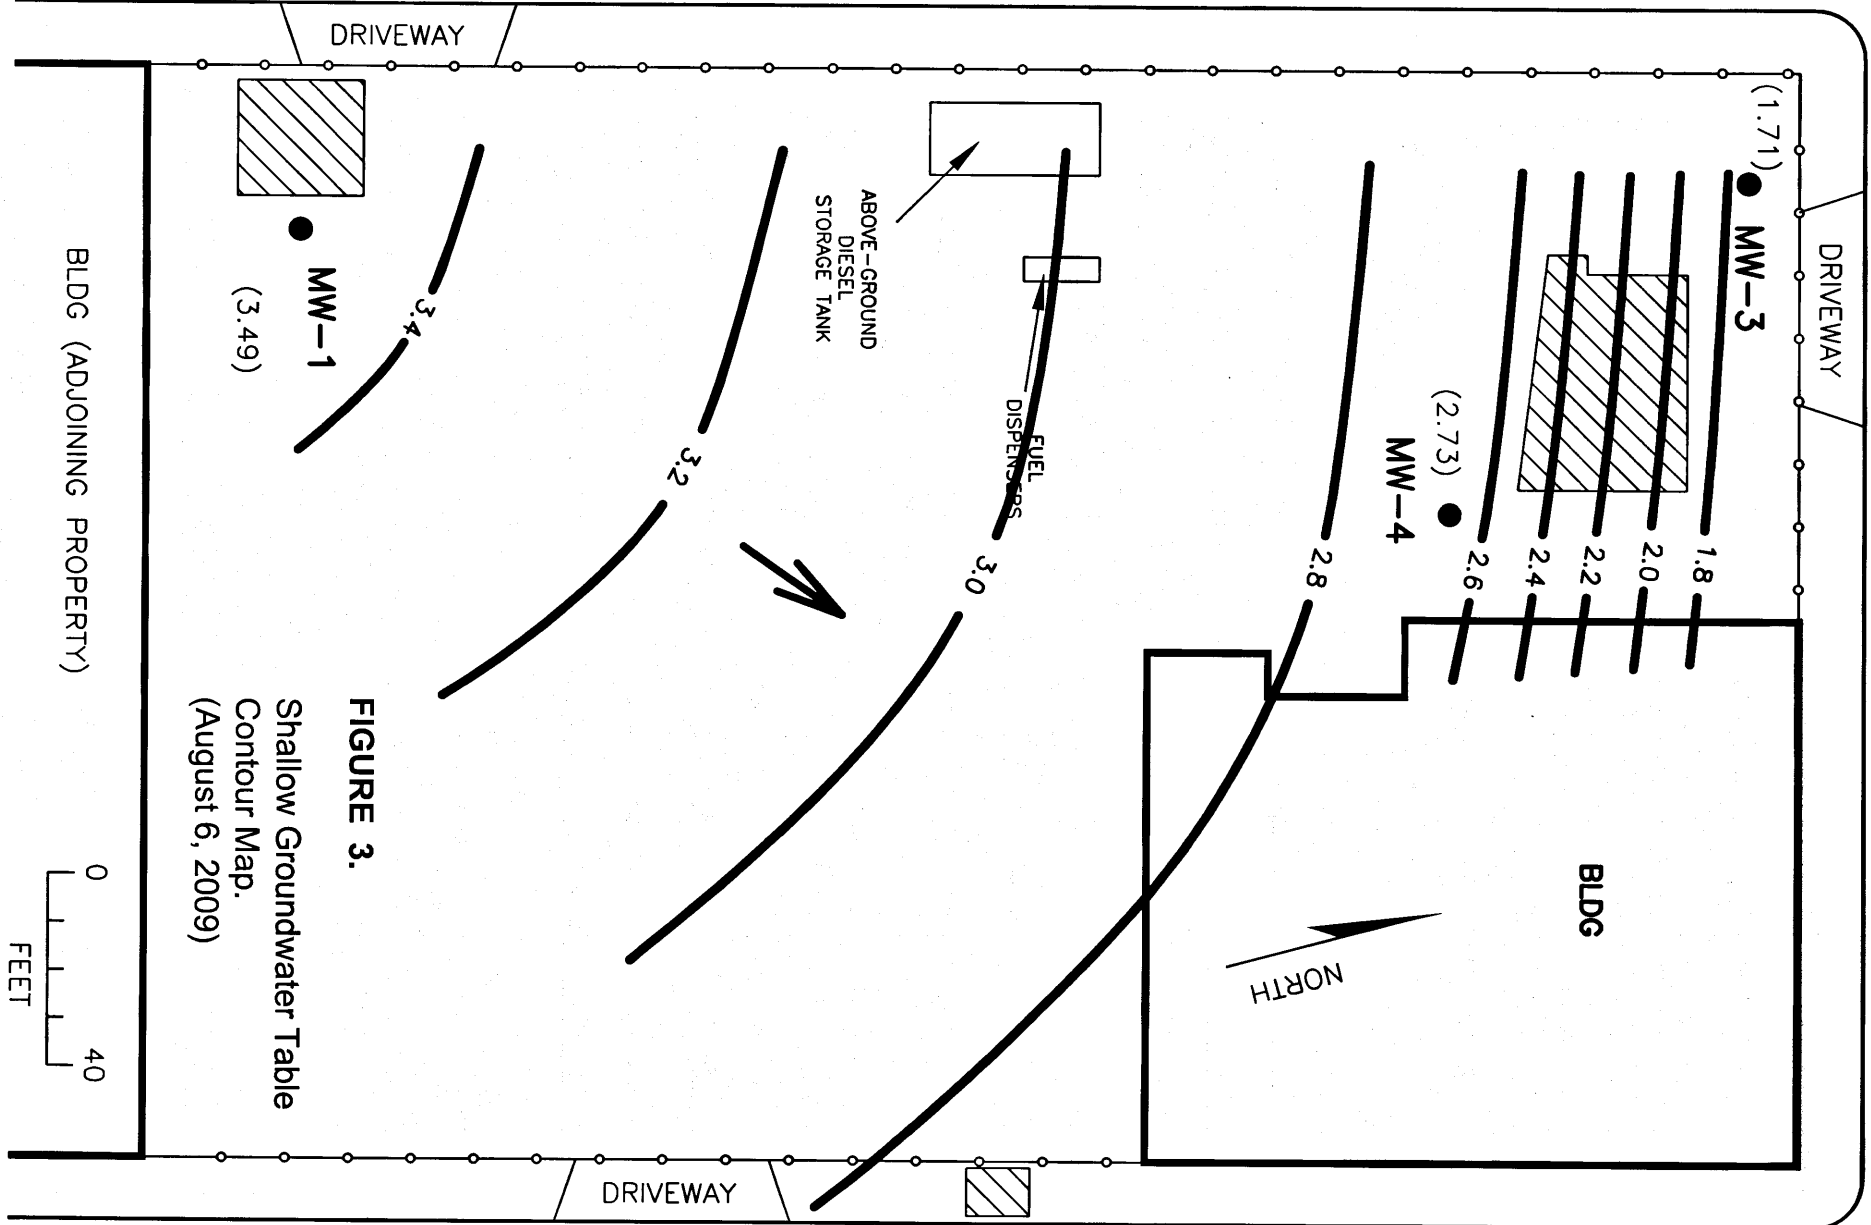 DRIVEWAY
(1.71)
MW-3
DRIVEWAY
ABOVE-GROUND
DIESEL
STORAGE TANK
MW-1
(3.49)
3.4
3.2
FUEL
DISPENSERS
3.0
2.8
(2.73)
MW-4
2.6
2.4
2.2
2.0
1.8
BLDG (ADJOINING PROPERTY)
FIGURE 3.
Shallow Groundwater Table
Contour Map.
(August 6, 2009)
BLDG
NORTH
0
40
FEET
DRIVEWAY